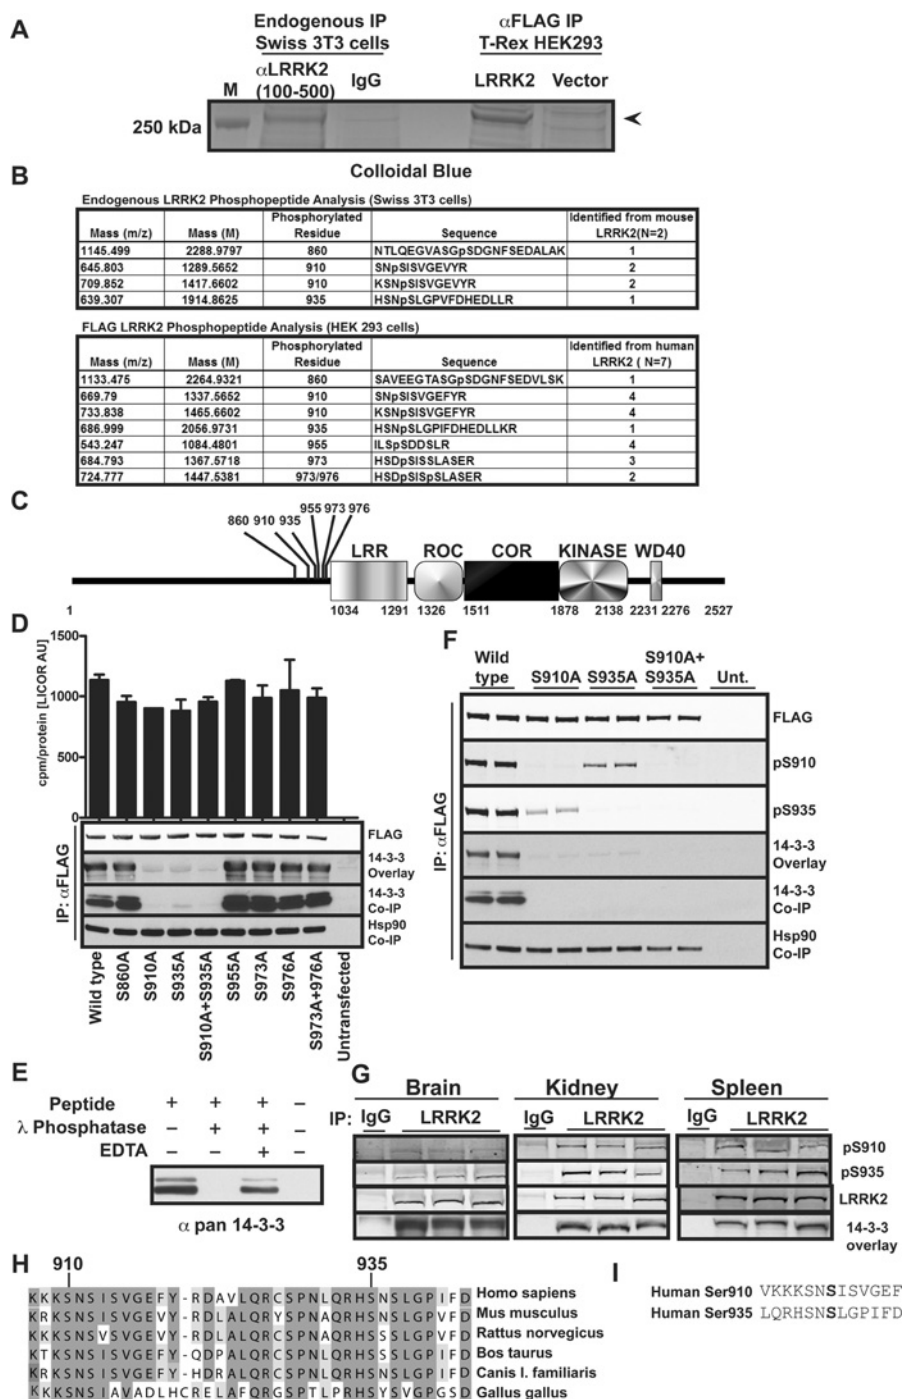 A
Endogenous IP
Swiss 3T3 cells
αFLAG IP
T-Rex HEK293
M
αLRRK2
(100-500)
IgG
LRRK2
Vector
250 kDa
Colloidal Blue
B
Endogenous LRRK2 Phosphopeptide Analysis (Swiss 3T3 cells)
Mass (m/z) Mass (M) Phosphorylated Residue Sequence Identified from mouse LRRK2(N=2)
1145.499 2288.9797 860 NTLQEGVASGpSDGNFSEDALAK 1
645.803 1289.5652 910 SNpSISVGEVYR 2
709.852 1417.6602 910 KSNpSISVGEVYR 2
639.307 1914.8625 935 HSNpSLGPVFDHEDLLR 1
FLAG LRRK2 Phosphopeptide Analysis (HEK 293 cells)
Mass (m/z) Mass (M) Phosphorylated Residue Sequence Identified from human LRRK2 ( N=7)
1133.475 2264.9321 860 SAVEEGTASGpSDGNFSEDVLSK 1
669.79 1337.5652 910 SNpSISVGEFYR 4
733.838 1465.6602 910 KSNpSISVGEFYR 4
686.999 2056.9731 935 HSNpSLGPIFDHEDLLKR 1
543.247 1084.4801 955 ILSpSDDSLR 4
684.793 1367.5718 973 HSDpSISSLASER 3
724.777 1447.5381 973/976 HSDpSISpSLASER 2
C
860 910 935 955 973 976
LRR ROC COR KINASE WD40
1 1034 1291 1326 1511 1878 2138 2231 2276 2527
D
cpm/protein [LICOR AU]
1500
1000
500
0
IP: αFLAG
FLAG
14-3-3
Overlay
14-3-3
Co-IP
Hsp90
Co-IP
Wild type
S860A
S910A
S935A
S910A+S935A
S955A
S973A
S976A
S973A+976A
Untransfected
F
Wild
type
S910A
S935A
S910A+
S935A
Unt.
IP: αFLAG
FLAG
pS910
pS935
14-3-3
Overlay
14-3-3
Co-IP
Hsp90
Co-IP
E
Peptide + + + –
λ Phosphatase – + + –
EDTA – – + –
α pan 14-3-3
G
Brain Kidney Spleen
IP: IgG LRRK2 IgG LRRK2 IgG LRRK2
pS910
pS935
LRRK2
14-3-3
overlay
H
910 935
KKKSNSISVGEFY-RDAVLQRCSPNLQRHSNSLGPIFD Homo sapiens
KRKSNSISVGEVY-RDLALQRYSPNAQRHSNSLGPVFD Mus musculus
KKKSNSVSVGEVY-RDLALQRCSPNAQRHSSSLGPVFD Rattus norvegicus
KTKSNSISVGEFY-QDPALQRCSPNLQRHSSSLGPIFD Bos taurus
KRKSNSISVGEFY-HDRALQRCSPNLQRHSNSLGPIFD Canis l. familiaris
KKKSNSIAVADLHCRELAFQRGSPTLPRHSYSVGPGSD Gallus gallus
I
Human Ser910 VKKKSNSISVGEF
Human Ser935 LQRHSNSLGPIFD